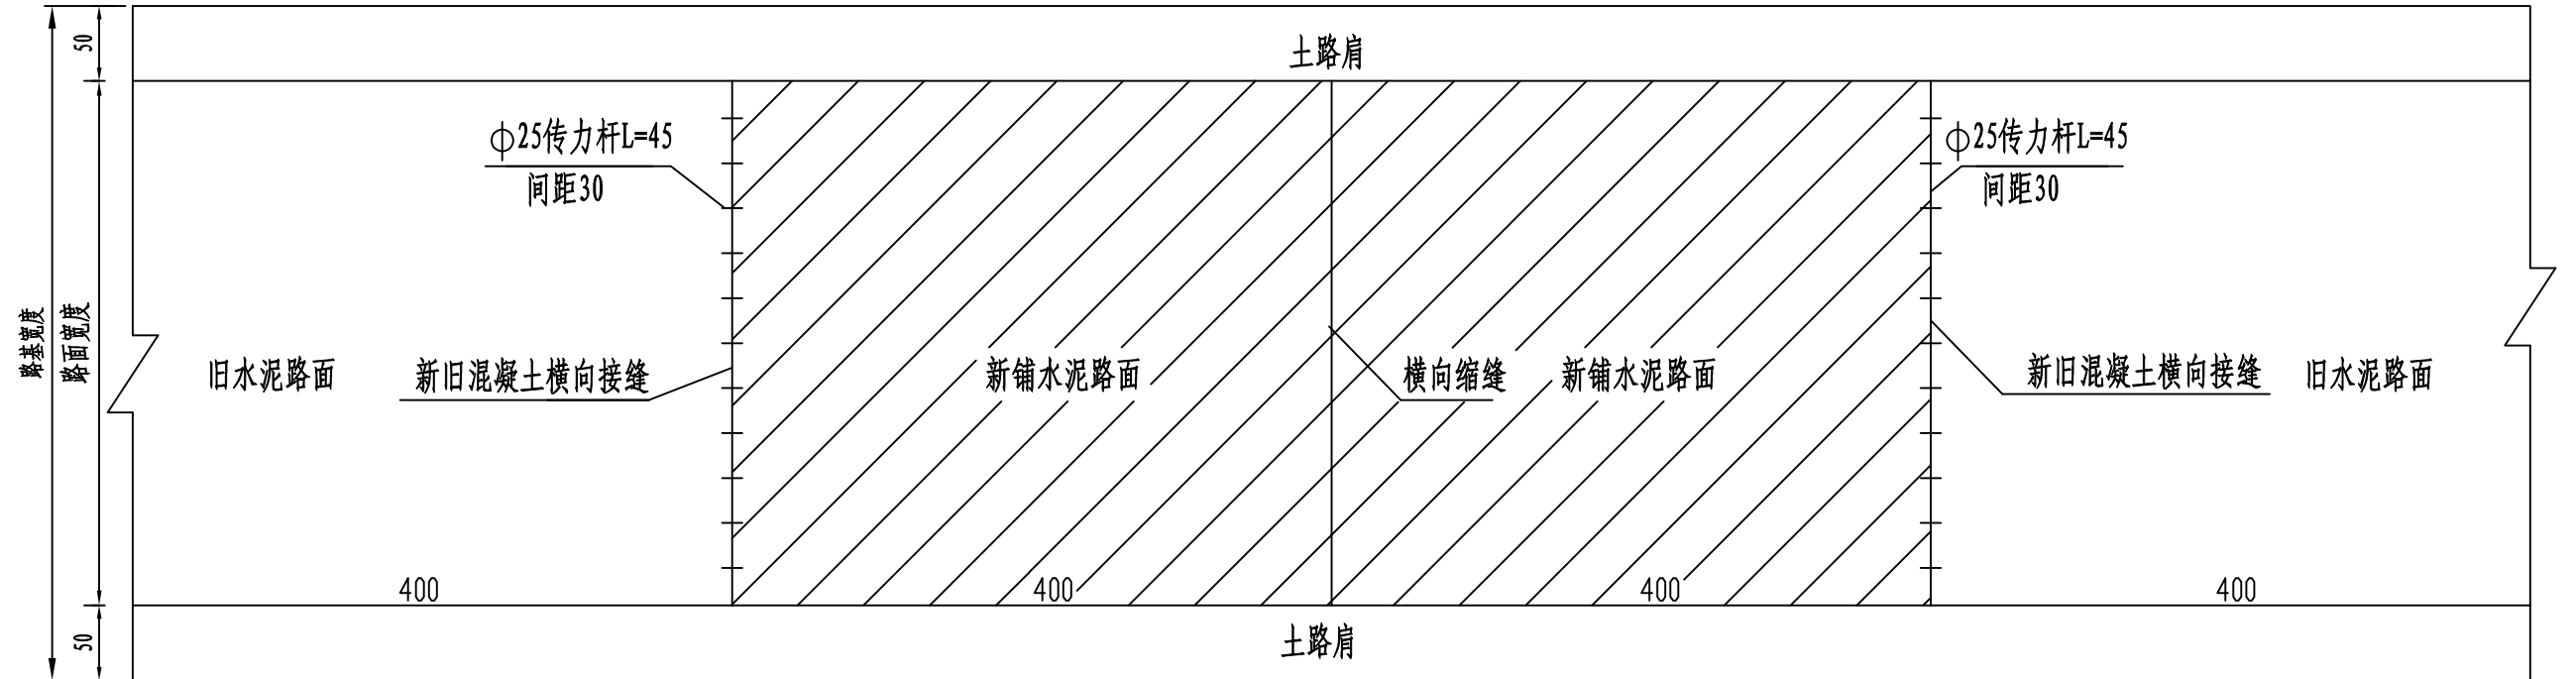 50
土路肩
ϕ25传力杆L=45
间距30
ϕ25传力杆L=45
间距30
路基宽度
路面宽度
旧水泥路面
新旧混凝土横向接缝
新铺水泥路面
横向缩缝
新铺水泥路面
新旧混凝土横向接缝
旧水泥路面
400
400
400
400
50
土路肩